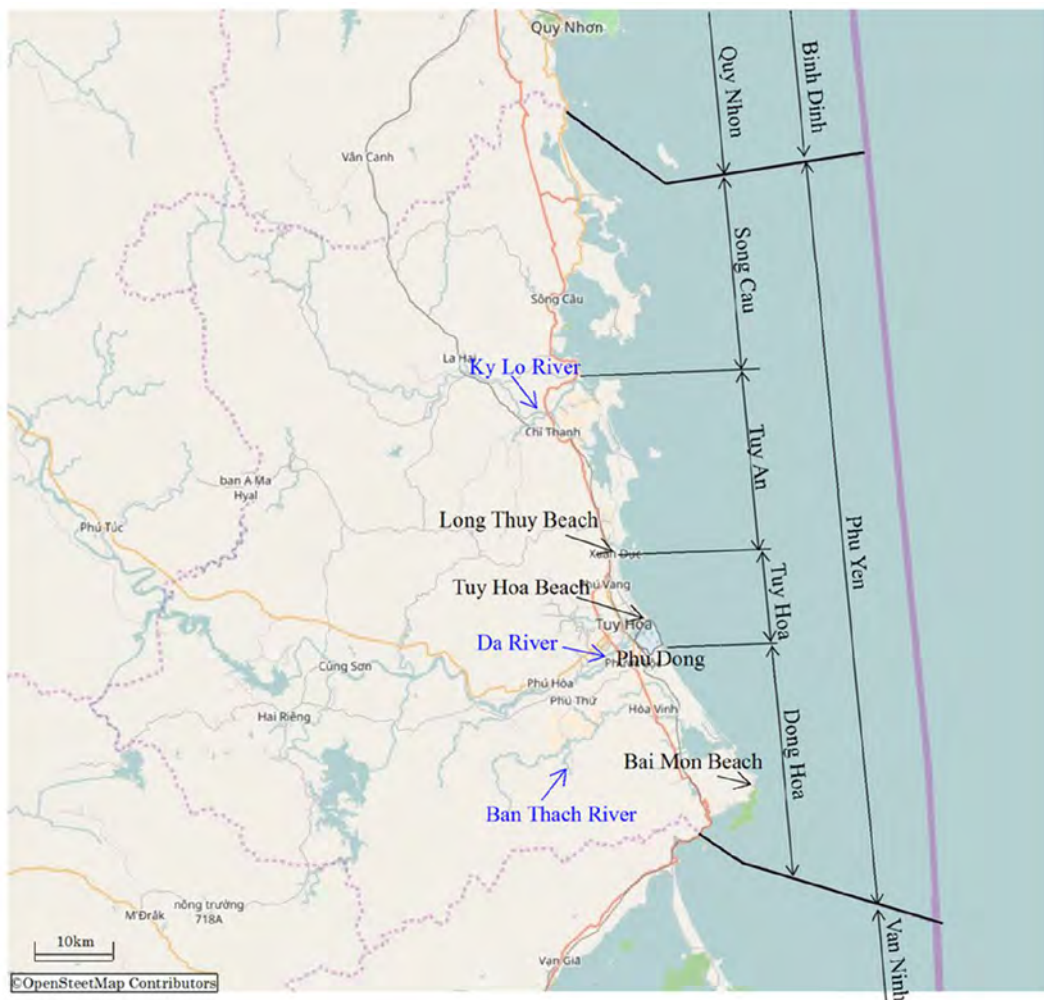 Quy Nhơn
Quy Nhon
Binh Dinh
Vân Canh
Song Cau
Sông Cầu
La Hai
Ky Lo River
Chí Thạnh
Tuy An
ban A Ma
Hyal
Phú Túc
Long Thuy Beach
Xuân Dục
Phu Yen
Tuy Hoa Beach
Tuy Hoa
Tuy Hòa
Da River
Phu Dong
Củng Sơn
Phú Hòa
Phú Thứ
Hòa Vinh
Hai Riêng
Dong Hoa
Bai Mon Beach
Ban Thach River
nông trường
718A
M'Đrắk
Van Ninh
10km
Vạn Giã
©OpenSteetMap Contributors